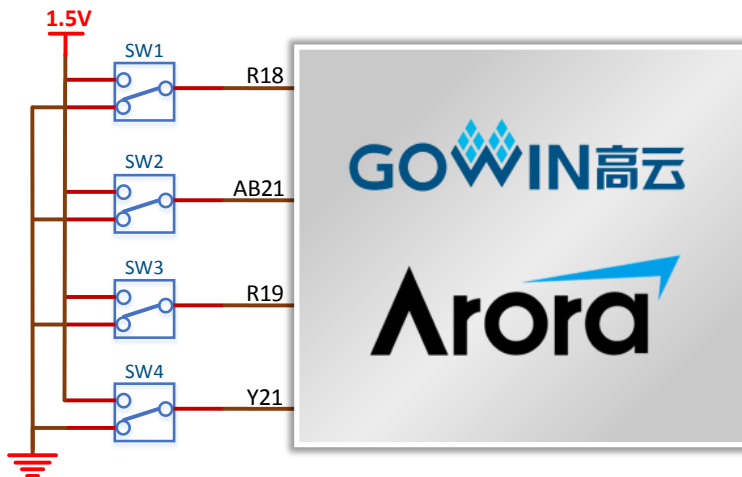 1.5V
SW1
R18
SW2
AB21
SW3
R19
SW4
Y21
GOWIN高云
Arora